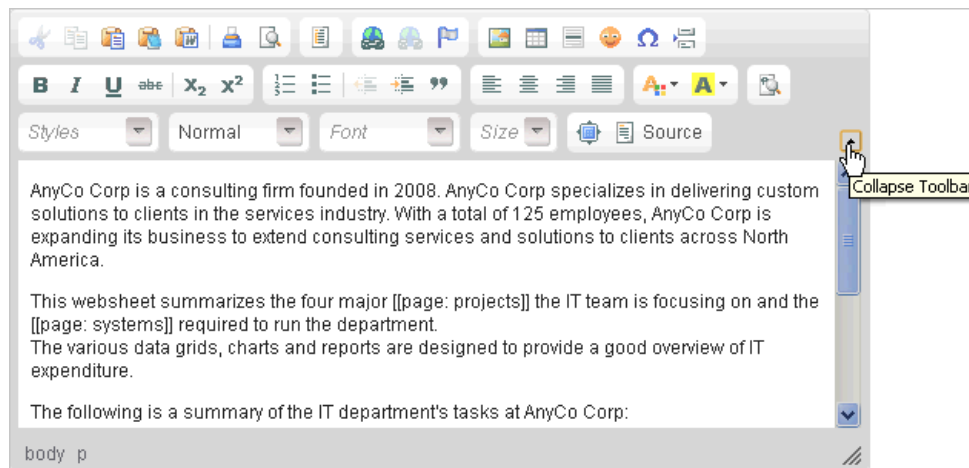 B I U abc X₂ X²
Styles Normal Font Size Source
Collapse Toolbar
AnyCo Corp is a consulting firm founded in 2008. AnyCo Corp specializes in delivering custom
solutions to clients in the services industry. With a total of 125 employees, AnyCo Corp is
expanding its business to extend consulting services and solutions to clients across North
America.
This websheet summarizes the four major [[page: projects]] the IT team is focusing on and the
[[page: systems]] required to run the department.
The various data grids, charts and reports are designed to provide a good overview of IT
expenditure.
The following is a summary of the IT department's tasks at AnyCo Corp:
body p